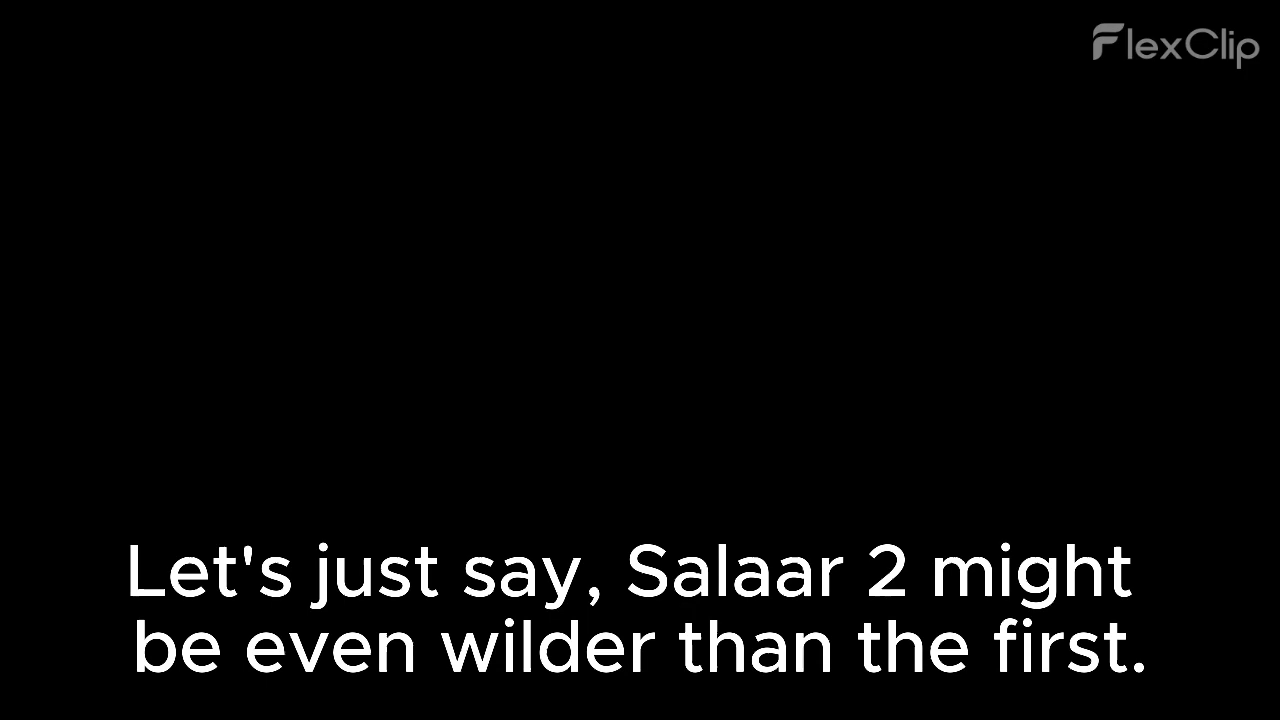 FlexClip
Let's just say, Salaar 2 might
be even wilder than the first.